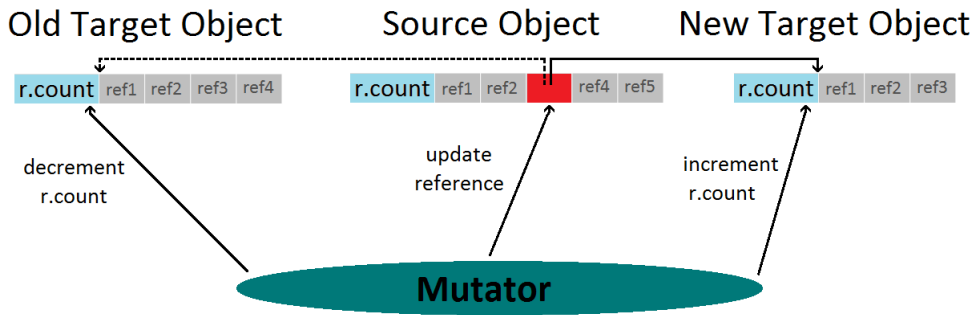 Old Target Object Source Object New Target Object
r.count ref1 ref2 ref3 ref4 r.count ref1 ref2 ref4 ref5 r.count ref1 ref2 ref3
decrement
r.count
update
reference
increment
r.count
Mutator